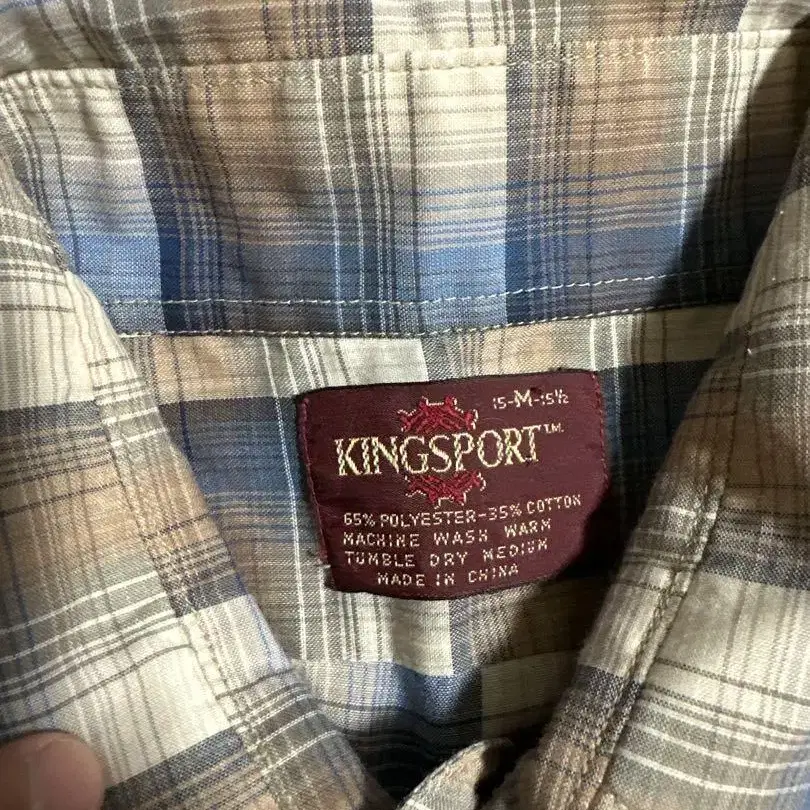 15-M-15½
KINGSPORT™
65% POLYESTER-35% COTTON
MACHINE WASH WARM
TUMBLE DRY MEDIUM
MADE IN CHINA